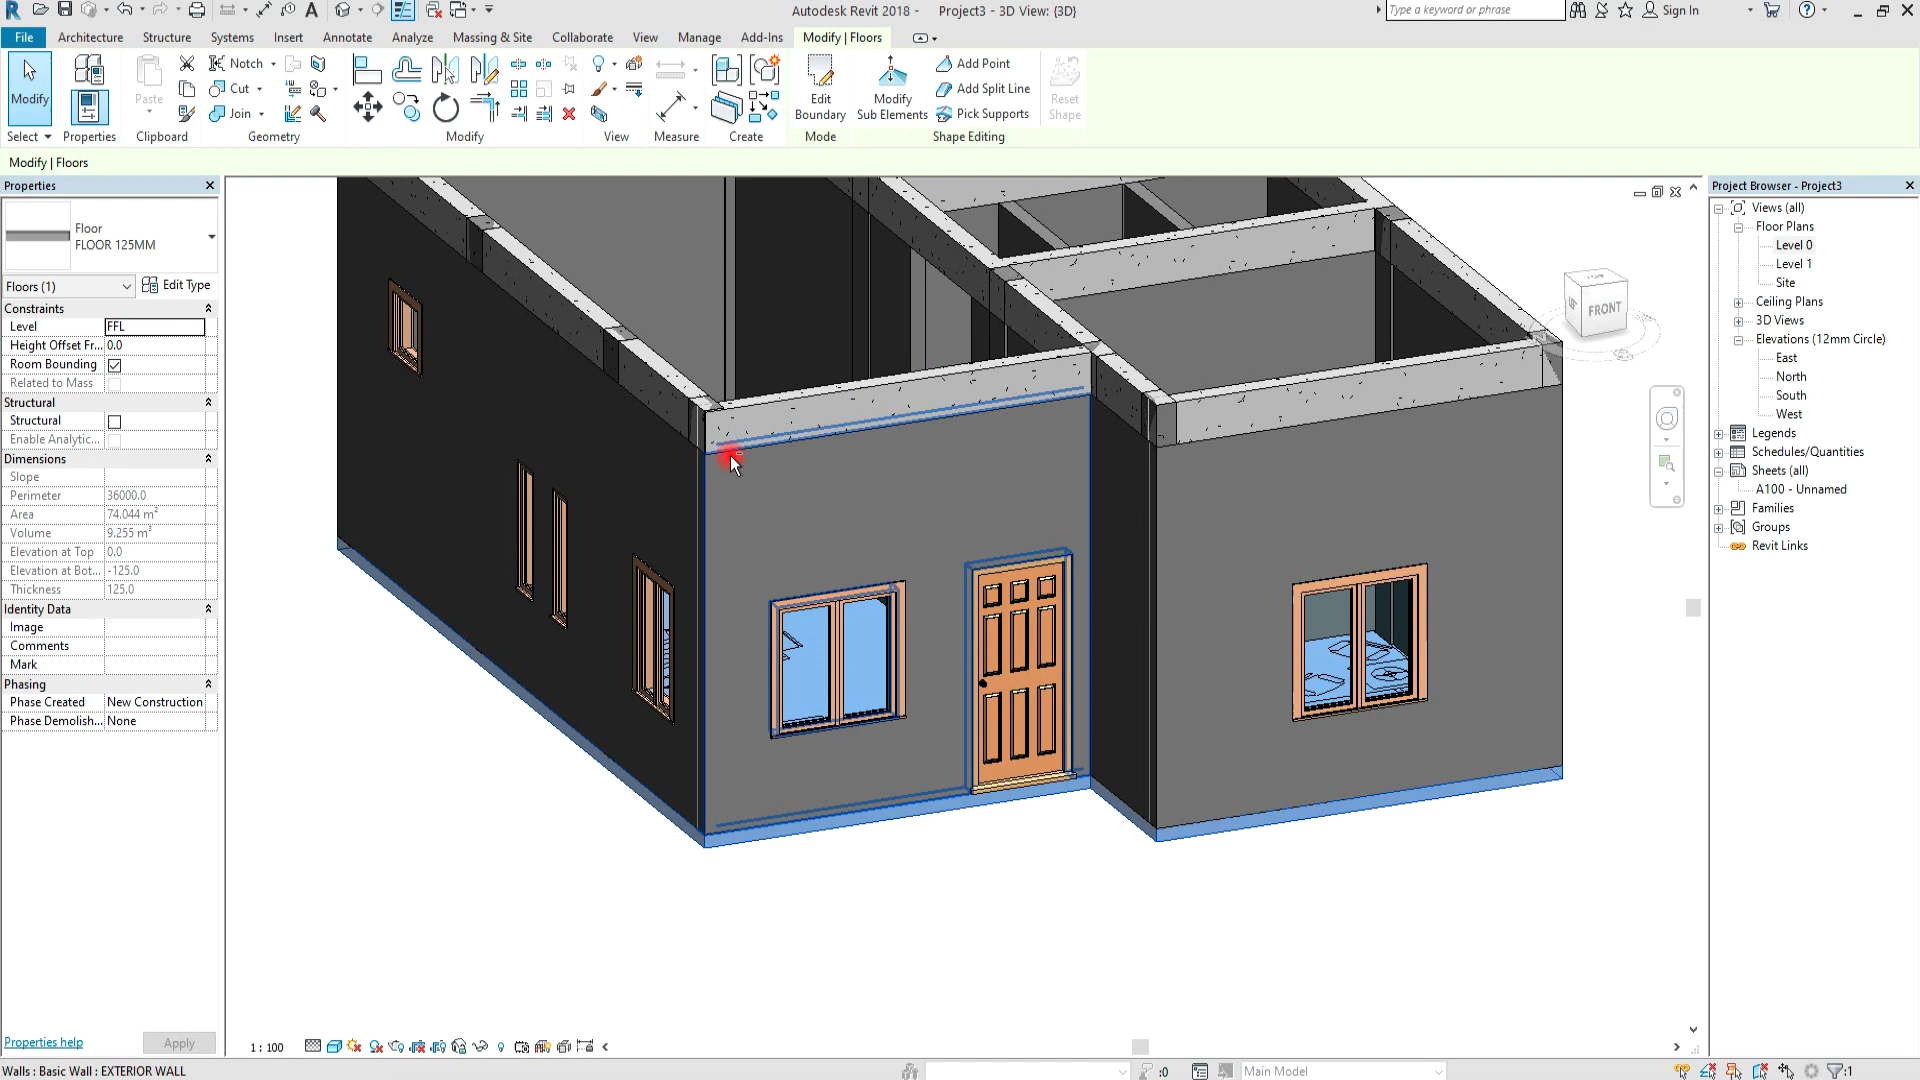 Autodesk Revit 2018 - Project3 - 3D View: {3D}
Type a keyword or phrase
Sign In
File Architecture Structure Systems Insert Annotate Analyze Massing & Site Collaborate View Manage Add-Ins Modify | Floors
Modify
Select
Properties
Paste
Clipboard
Notch
Cut
Join
Geometry
Modify
View
Measure
Create
Edit Boundary
Mode
Modify Sub Elements
Add Point
Add Split Line
Pick Supports
Shape Editing
Reset Shape
Modify | Floors
Properties
Floor
FLOOR 125MM
Floors (1) Edit Type
Constraints
Level FFL
Height Offset Fr... 0.0
Room Bounding
Related to Mass
Structural
Structural
Enable Analytic...
Dimensions
Slope
Perimeter 36000.0
Area 74.044 m²
Volume 9.255 m³
Elevation at Top 0.0
Elevation at Bot... -125.0
Thickness 125.0
Identity Data
Image
Comments
Mark
Phasing
Phase Created New Construction
Phase Demolish... None
Properties help Apply
FRONT
1 : 100
Project Browser - Project3
Views (all)
Floor Plans
Level 0
Level 1
Site
Ceiling Plans
3D Views
Elevations (12mm Circle)
East
North
South
West
Legends
Schedules/Quantities
Sheets (all)
A100 - Unnamed
Families
Groups
Revit Links
Walls : Basic Wall : EXTERIOR WALL
:0
Main Model
:1